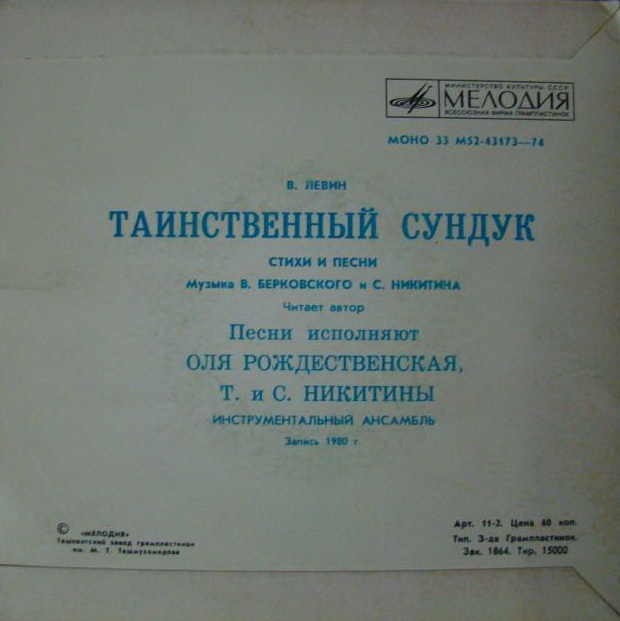 МИНИСТЕРСТВО КУЛЬТУРЫ СССР
МЕЛОДИЯ
ВСЕСОЮЗНАЯ ФИРМА ГРАМПЛАСТИНОК
МОНО 33 М52-43173—74
В. ЛЕВИН
ТАИНСТВЕННЫЙ СУНДУК
СТИХИ И ПЕСНИ
Музыка В. БЕРКОВСКОГО и С. НИКИТИНА
Читает автор
Песни исполняют
ОЛЯ РОЖДЕСТВЕНСКАЯ,
Т. и С. НИКИТИНЫ
ИНСТРУМЕНТАЛЬНЫЙ АНСАМБЛЬ
Запись 1980 г.
© «МЕЛОДИЯ»
Ташкентский завод грампластинок
им. М. Т. Ташмухамедова
Арт. 11-2. Цена 60 коп.
Тип. З-да Грампластинок.
Зак. 1864. Тир. 15000